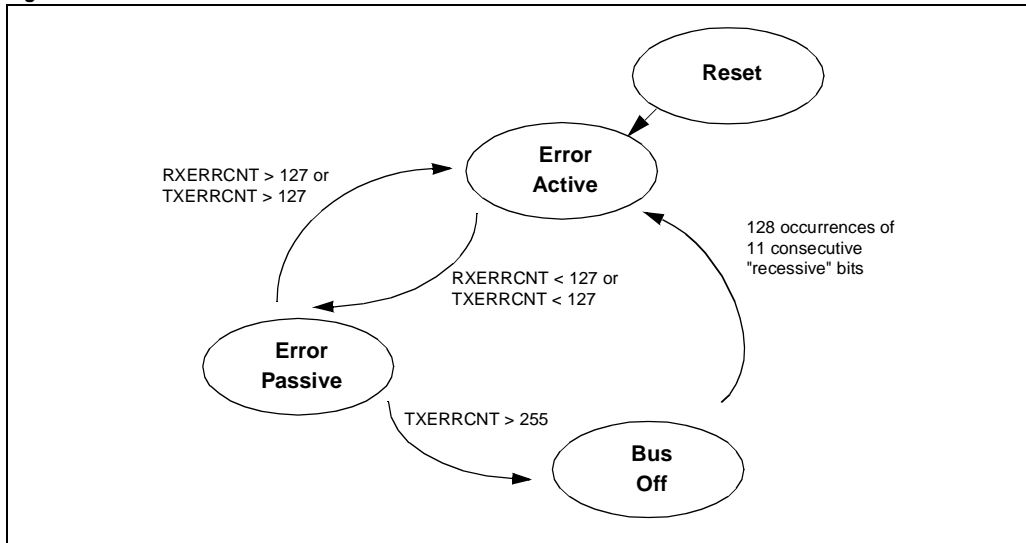 Reset
Error
Active
RXERRCNT > 127 or
TXERRCNT > 127
128 occurrences of
11 consecutive
"recessive" bits
RXERRCNT < 127 or
TXERRCNT < 127
Error
Passive
TXERRCNT > 255
Bus
Off